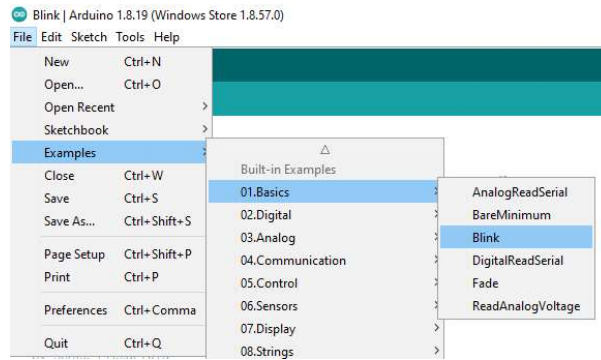 Blink | Arduino 1.8.19 (Windows Store 1.8.57.0)
File Edit Sketch Tools Help
New Ctrl+N
Open... Ctrl+O
Open Recent
Sketchbook
Examples
Close Ctrl+W
Save Ctrl+S
Save As... Ctrl+Shift+S
Page Setup Ctrl+Shift+P
Print Ctrl+P
Preferences Ctrl+Comma
Quit Ctrl+Q
Built-in Examples
01.Basics
02.Digital
03.Analog
04.Communication
05.Control
06.Sensors
07.Display
08.Strings
AnalogReadSerial
BareMinimum
Blink
DigitalReadSerial
Fade
ReadAnalogVoltage